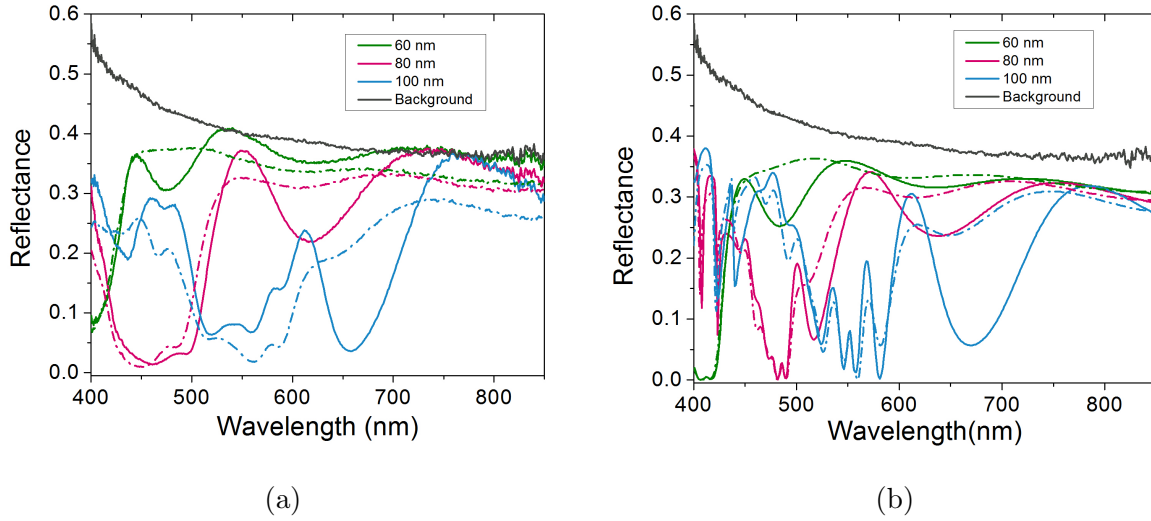 0.6
0.5
0.4
0.3
0.2
0.1
0.0
Reflectance
400 500 600 700 800
Wavelength (nm)
60 nm
80 nm
100 nm
Background
(a)
0.6
0.5
0.4
0.3
0.2
0.1
0.0
Reflectance
400 500 600 700 800
Wavelength(nm)
60 nm
80 nm
100 nm
Background
(b)